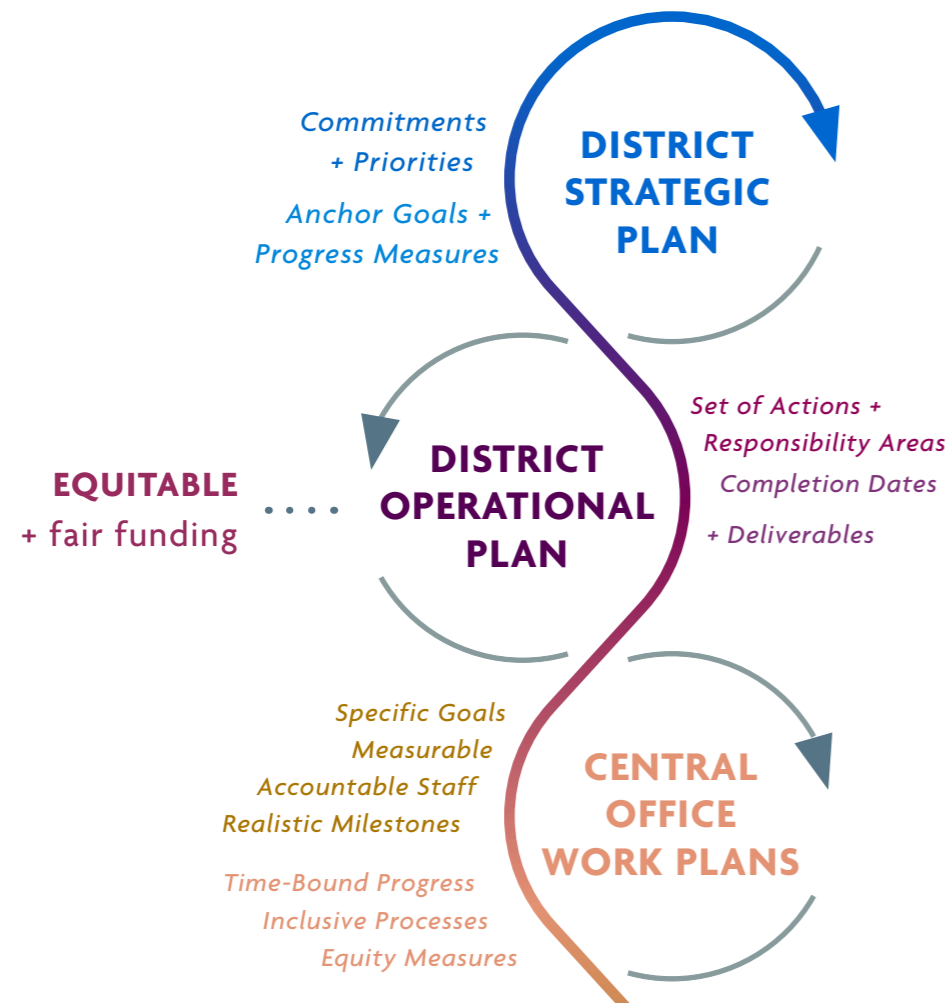 Commitments
+ Priorities
Anchor Goals +
Progress Measures
DISTRICT
STRATEGIC
PLAN
Set of Actions +
Responsibility Areas
Completion Dates
+ Deliverables
DISTRICT
OPERATIONAL
PLAN
EQUITABLE
+ fair funding
Specific Goals
Measurable
Accountable Staff
Realistic Milestones
Time-Bound Progress
Inclusive Processes
Equity Measures
CENTRAL
OFFICE
WORK PLANS